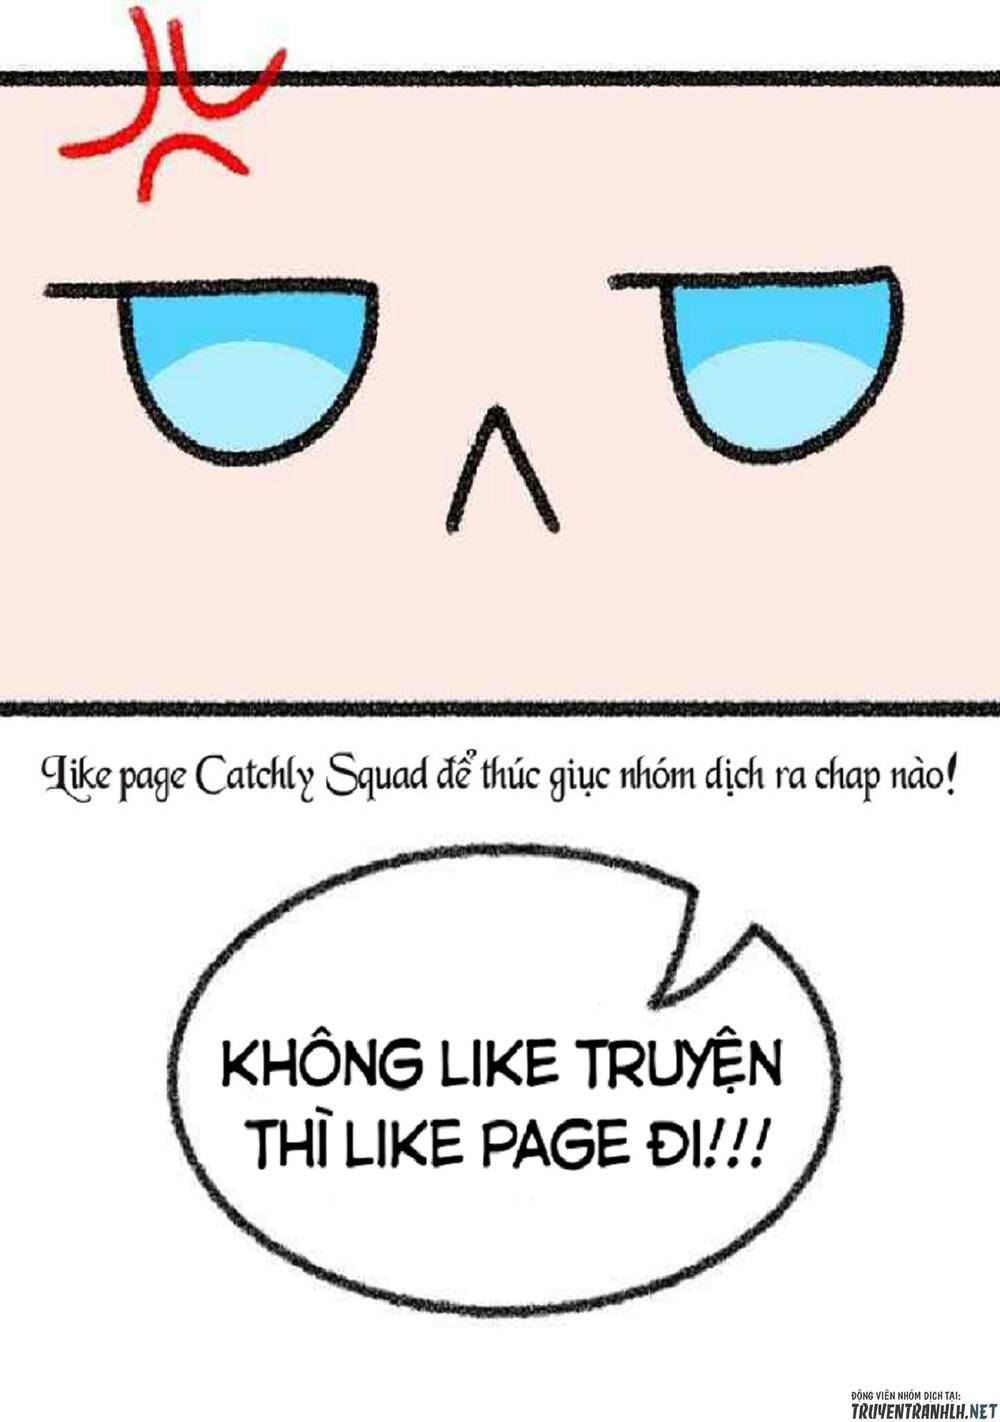 Like page Catchly Squad để thúc giục nhóm dịch ra chap nào!
KHÔNG LIKE TRUYỆN
THÌ LIKE PAGE ĐI!!!
ĐỘNG VIÊN NHÓM DỊCH TẠI:
TRUYENTRANHLH.NET